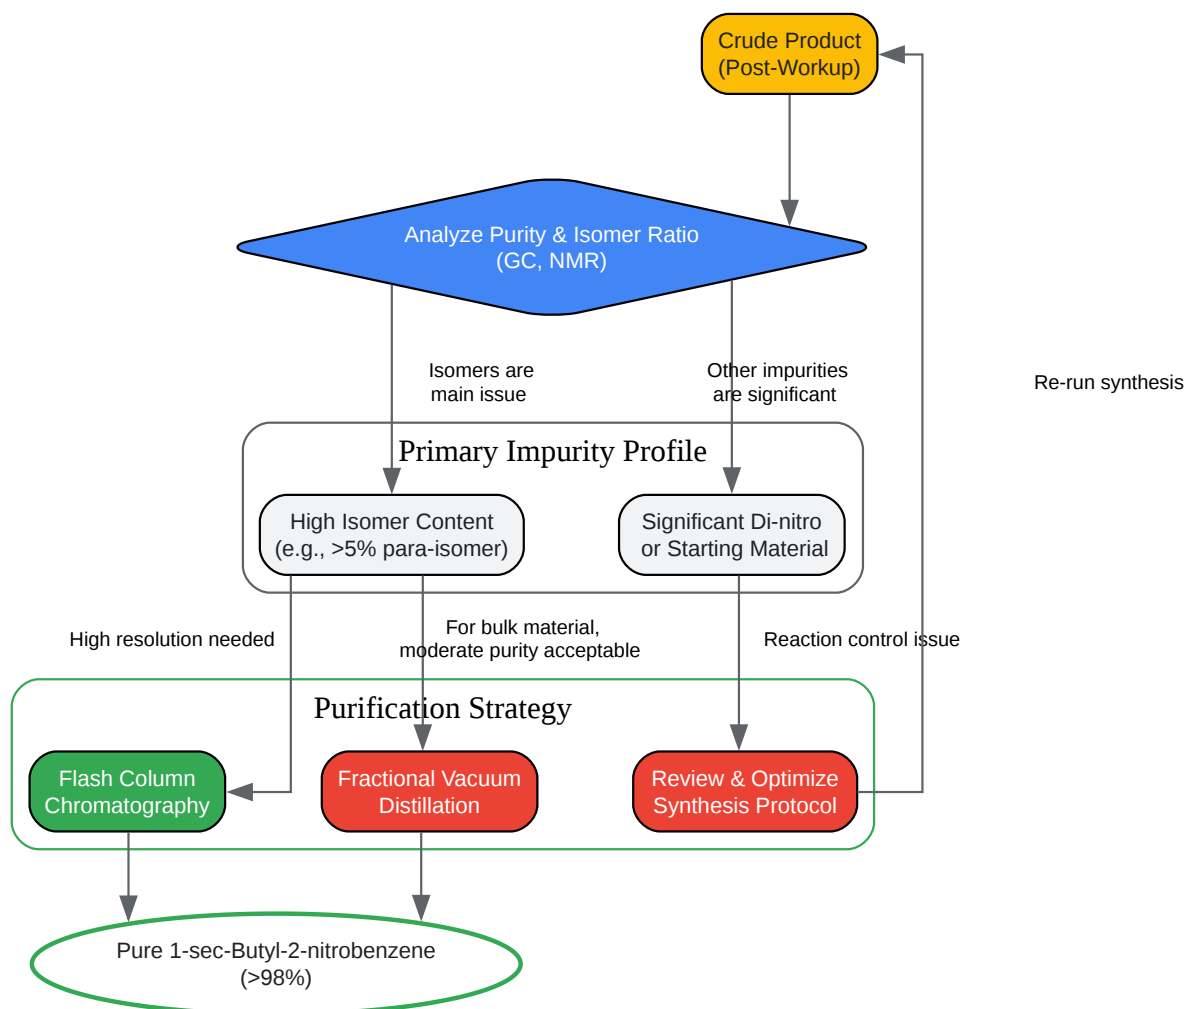 Crude Product
(Post-Workup)
Analyze Purity & Isomer Ratio
(GC, NMR)
Isomers are
main issue
Other impurities
are significant
Re-run synthesis
Primary Impurity Profile
High Isomer Content
(e.g., >5% para-isomer)
Significant Di-nitro
or Starting Material
High resolution needed
For bulk material,
moderate purity acceptable
Reaction control issue
Purification Strategy
Flash Column
Chromatography
Fractional Vacuum
Distillation
Review & Optimize
Synthesis Protocol
Pure 1-sec-Butyl-2-nitrobenzene
(>98%)